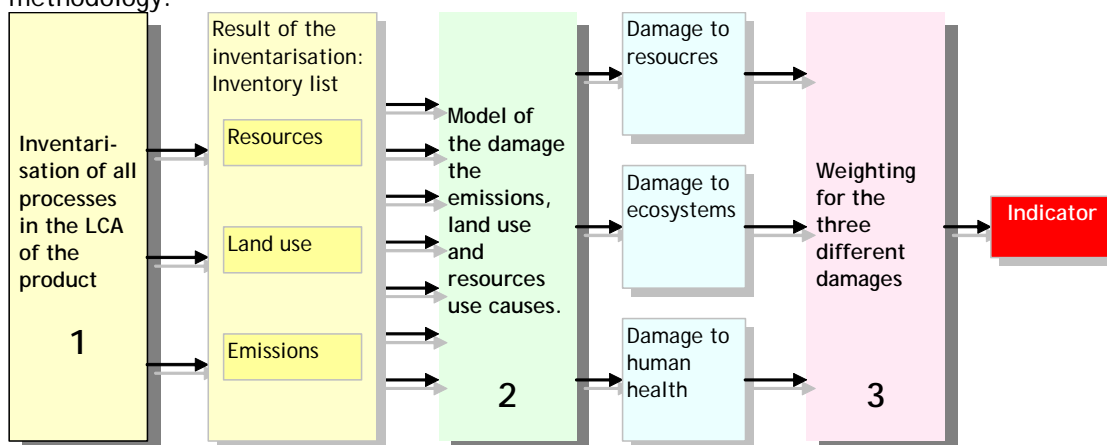 methodology.
Inventari-
sation of all
processes
in the LCA
of the
product
1
Result of the
inventarisation:
Inventory list
Resources
Land use
Emissions
Model of
the damage
the
emissions,
land use
and
resources
use causes.
2
Damage to
resoucres
Damage to
ecosystems
Damage to
human
health
Weighting
for the
three
different
damages
3
Indicator